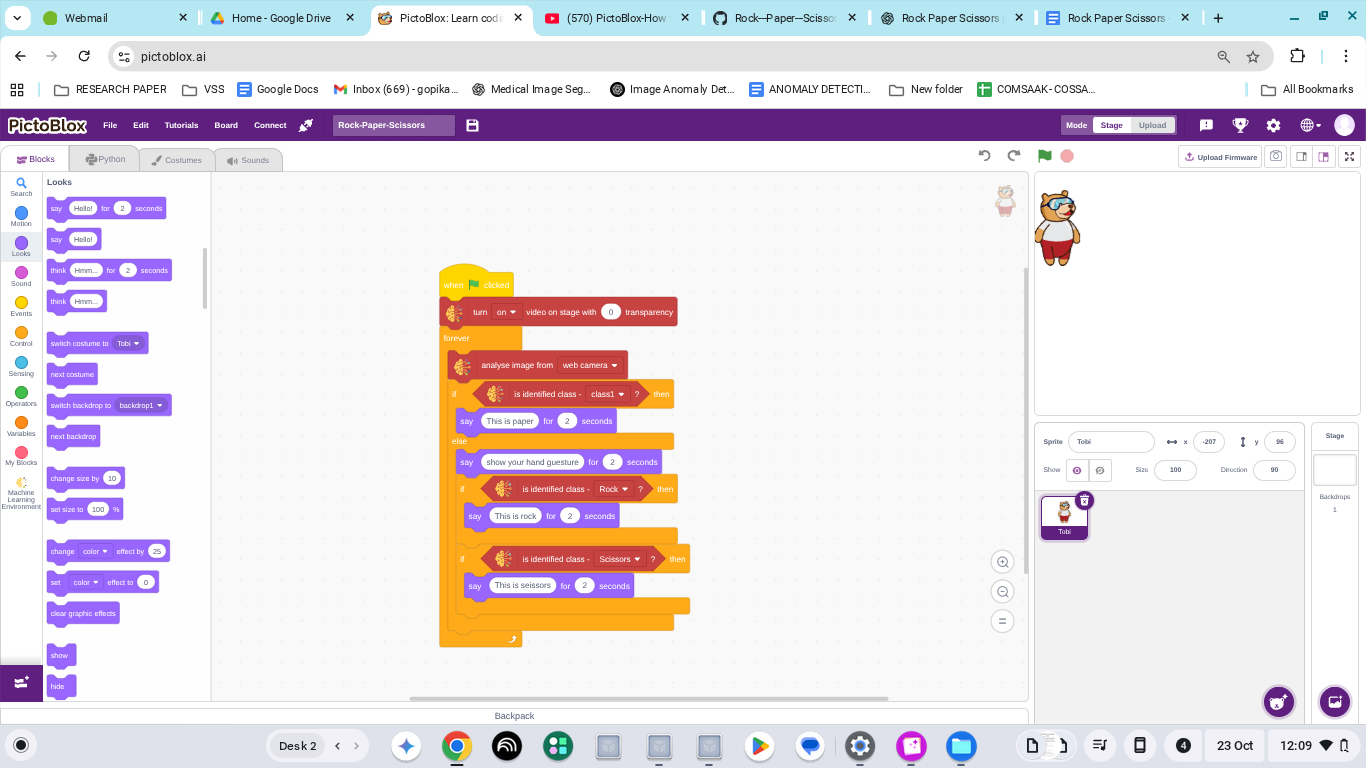 Webmail
Home - Google Drive
PictoBlox: Learn codi
(570) PictoBlox-How
Rock--Paper--Scisso
Rock Paper Scissors
Rock Paper Scissors
pictoblox.ai
RESEARCH PAPER
VSS
Google Docs
Inbox (669) - gopika...
Medical Image Seg...
Image Anomaly Det...
ANOMALY DETECTI...
New folder
COMSAAK- COSSA...
All Bookmarks
PictoBlox
File
Edit
Tutorials
Board
Connect
Rock-Paper-Scissors
Mode
Stage
Upload
Blocks
Python
Costumes
Sounds
Upload Firmware
Search
Motion
Looks
Sound
Events
Control
Sensing
Operators
Variables
My Blocks
Machine
Learning
Environment
Looks
say Hello! for 2 seconds
say Hello!
think Hmm... for 2 seconds
think Hmm...
switch costume to Tobi
next costume
switch backdrop to backdrop1
next backdrop
change size by 10
set size to 100 %
change color effect by 25
set color effect to 0
clear graphic effects
show
hide
when clicked
turn on video on stage with 0 transparency
forever
analyse image from web camera
if is identified class - class1 ? then
say This is paper for 2 seconds
else
say show your hand guesture for 2 seconds
if is identified class - Rock ? then
say This is rock for 2 seconds
if is identified class - Scissors ? then
say This is seissors for 2 seconds
Backpack
Sprite Tobi x -207 y 96
Show Size 100 Direction 90
Tobi
Stage
Backdrops
1
Desk 2
4
23 Oct
12:09